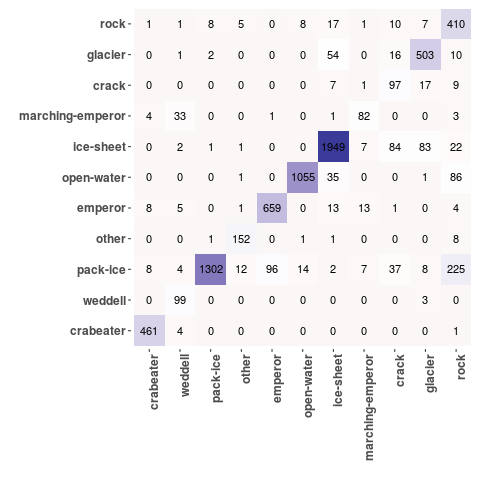 rock 1 1 8 5 0 8 17 1 10 7 410
glacier 0 1 2 0 0 0 54 0 16 503 10
crack 0 0 0 0 0 0 7 1 97 17 9
marching-emperor 4 33 0 0 1 0 1 82 0 0 3
ice-sheet 0 2 1 1 0 0 1949 7 84 83 22
open-water 0 0 0 1 0 1055 35 0 0 1 86
emperor 8 5 0 1 659 0 13 13 1 0 4
other 0 0 1 152 0 1 1 0 0 0 8
pack-ice 8 4 1302 12 96 14 2 7 37 8 225
weddell 0 99 0 0 0 0 0 0 0 3 0
crabeater 461 4 0 0 0 0 0 0 0 0 1
crabeater weddell pack-ice other emperor open-water ice-sheet marching-emperor crack glacier rock